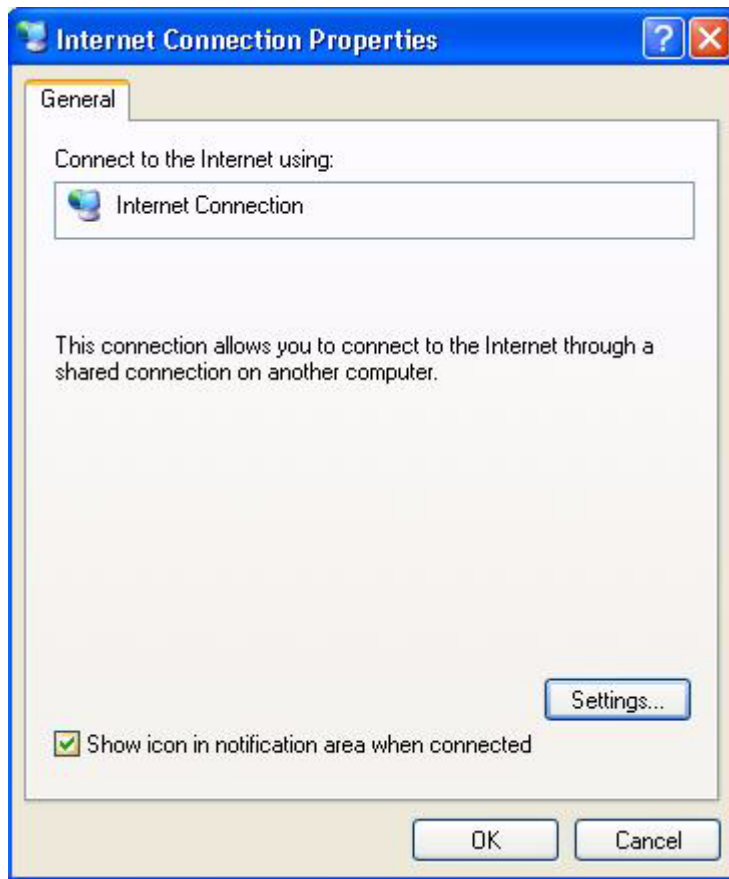 Internet Connection Properties
?
General
Connect to the Internet using:
Internet Connection
This connection allows you to connect to the Internet through a
shared connection on another computer.
Settings...
Show icon in notification area when connected
OK
Cancel